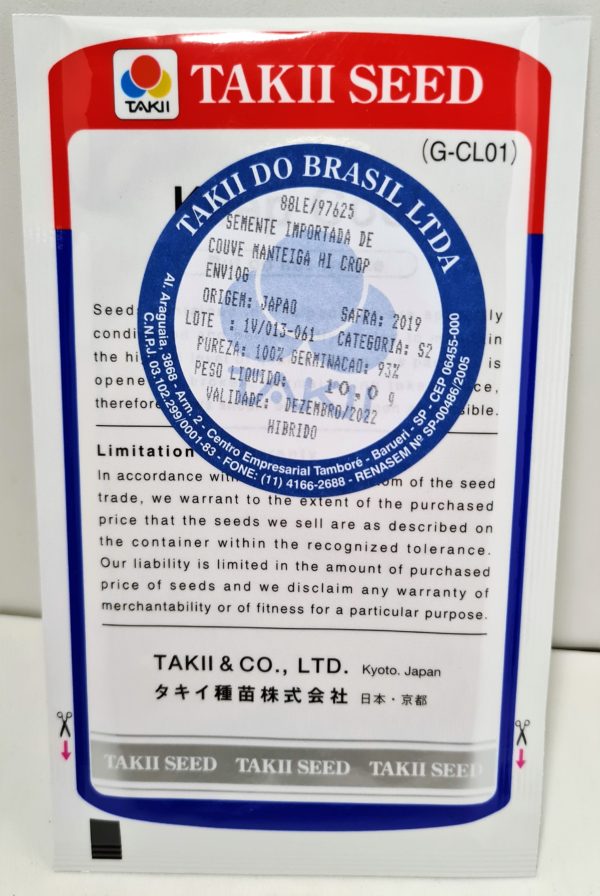 TAKII
TAKII SEED
(G-CL01)
TAKII DO BRASIL LTDA
88LE/97625
SEMENTE IMPORTADA DE
COUVE MANTEIGA HI CROP
ENV10G
ORIGEM: JAPAO SAFRA: 2019
LOTE : 1V/013-061 CATEGORIA: S2
PUREZA: 100% GERMINACAO: 93%
PESO LIQUIDO: 10,0 g
VALIDADE: DEZEMBRO/2022
HIBRIDO
TAKII
Al. Araguaia, 3868 - Arm. 2 - Centro Empresarial Tamboré - Barueri - SP - CEP 06455-000
C.N.P.J. 03.102.299/0001-83 - FONE: (11) 4166-2688 - RENASEM Nº SP-00486/2005
Seed
condi in
the hi is
opene
therefor
Limitation
In accordance with of the seed
trade, we warrant to the extent of the purchased
price that the seeds we sell are as described on
the container within the recognized tolerance.
Our liability is limited in the amount of purchased
price of seeds and we disclaim any warranty of
merchantability or of fitness for a particular purpose.
TAKII & CO., LTD. Kyoto. Japan
タキイ種苗株式会社 日本・京都
TAKII SEED TAKII SEED TAKII SEED